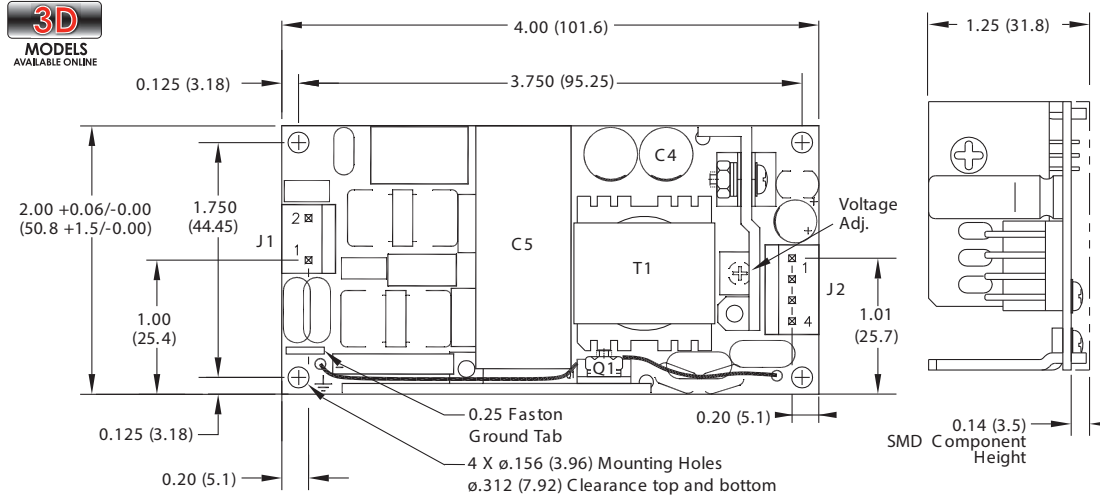 3D
MODELS
AVAILABLE ONLINE
4.00 (101.6)
1.25 (31.8)
0.125 (3.18)
3.750 (95.25)
C4
2.00 +0.06/-0.00
(50.8 +1.5/-0.00)
1.750
(44.45)
J1
2
1
C5
T1
Voltage
Adj.
+
+
1
J2
4
1.00
(25.4)
1.01
(25.7)
Q1
0.25 Faston
Ground Tab
0.20 (5.1)
0.125 (3.18)
0.14 (3.5)
SMD Component
Height
4 X ø.156 (3.96) Mounting Holes
ø.312 (7.92) Clearance top and bottom
0.20 (5.1)